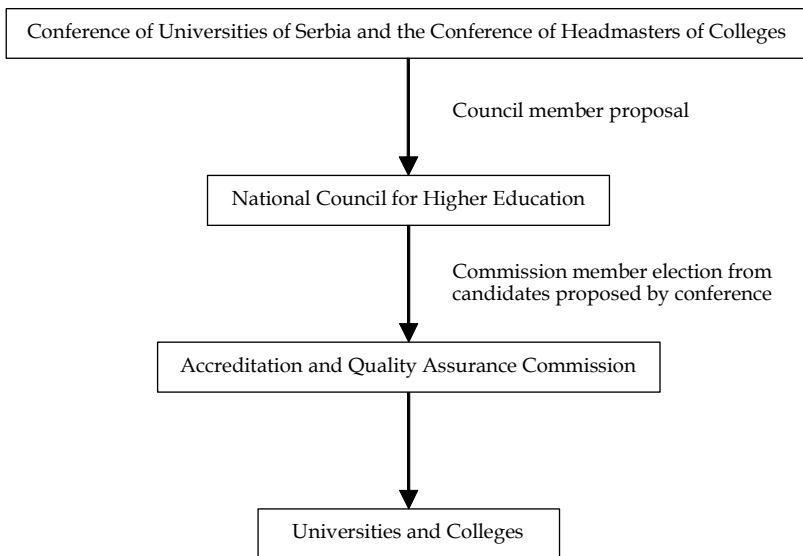 Conference of Universities of Serbia and the Conference of Headmasters of Colleges
Council member proposal
National Council for Higher Education
Commission member election from
candidates proposed by conference
Accreditation and Quality Assurance Commission
Universities and Colleges